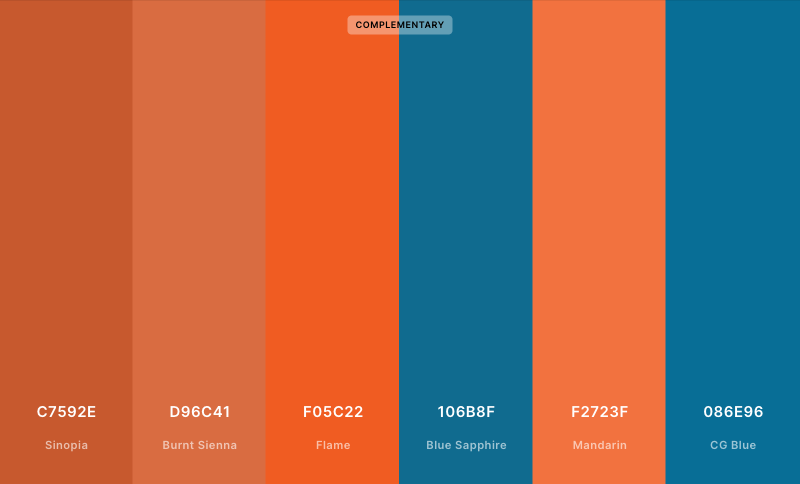 COMPLEMENTARY
C7592E
Sinopia
D96C41
Burnt Sienna
F05C22
Flame
106B8F
Blue Sapphire
F2723F
Mandarin
086E96
CG Blue